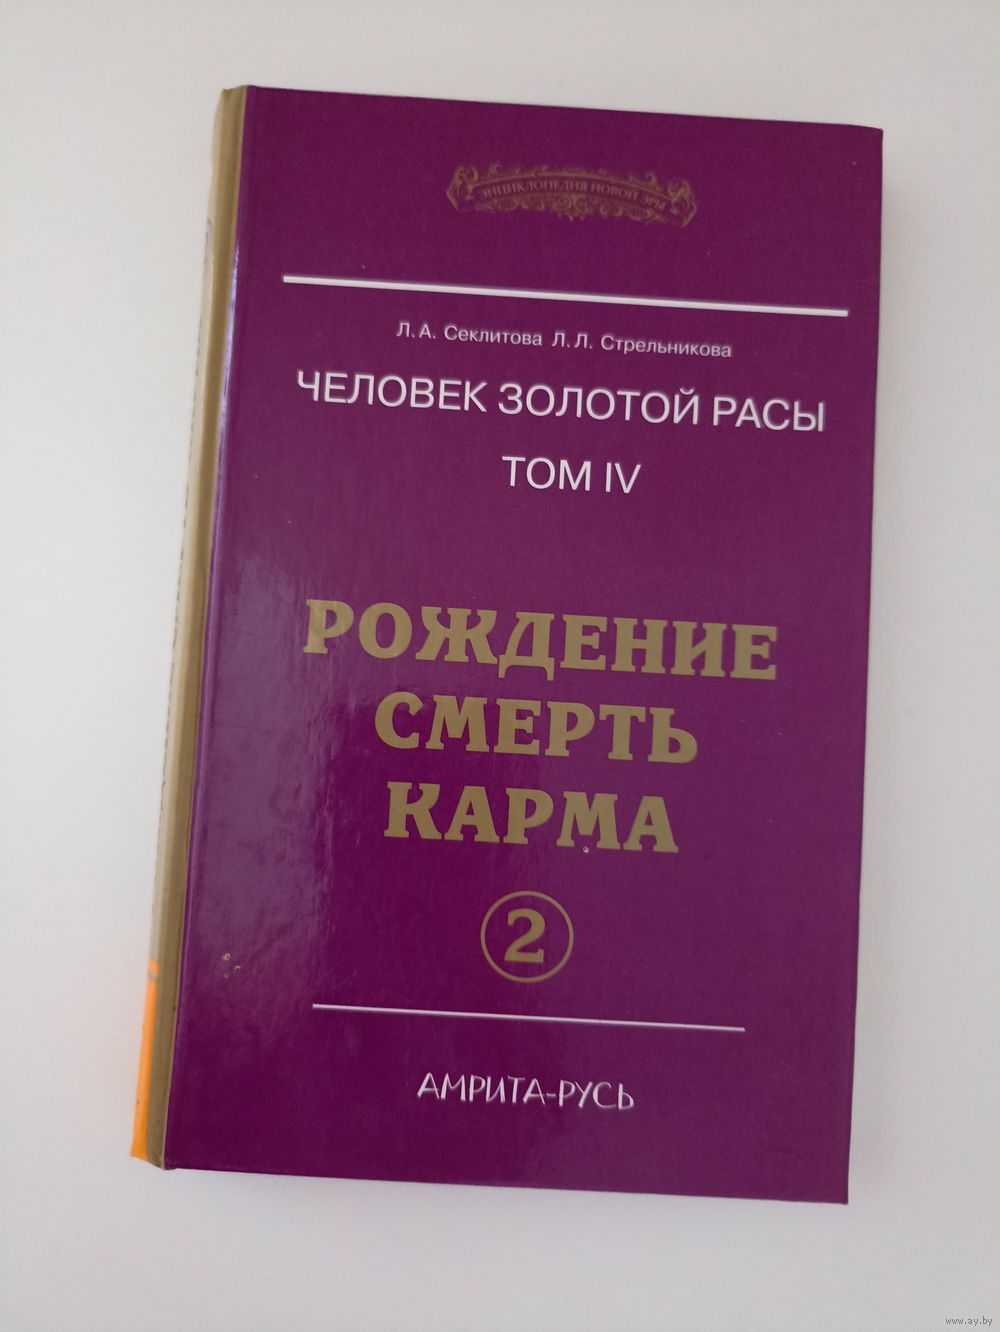 ЭНЦИКЛОПЕДИЯ НОВОЙ ЭРЫ
Л. А. Секлитова Л. Л. Стрельникова
ЧЕЛОВЕК ЗОЛОТОЙ РАСЫ
ТОМ IV
РОЖДЕНИЕ
СМЕРТЬ
КАРМА
2
АМРИТА-РУСЬ
www.ay.by